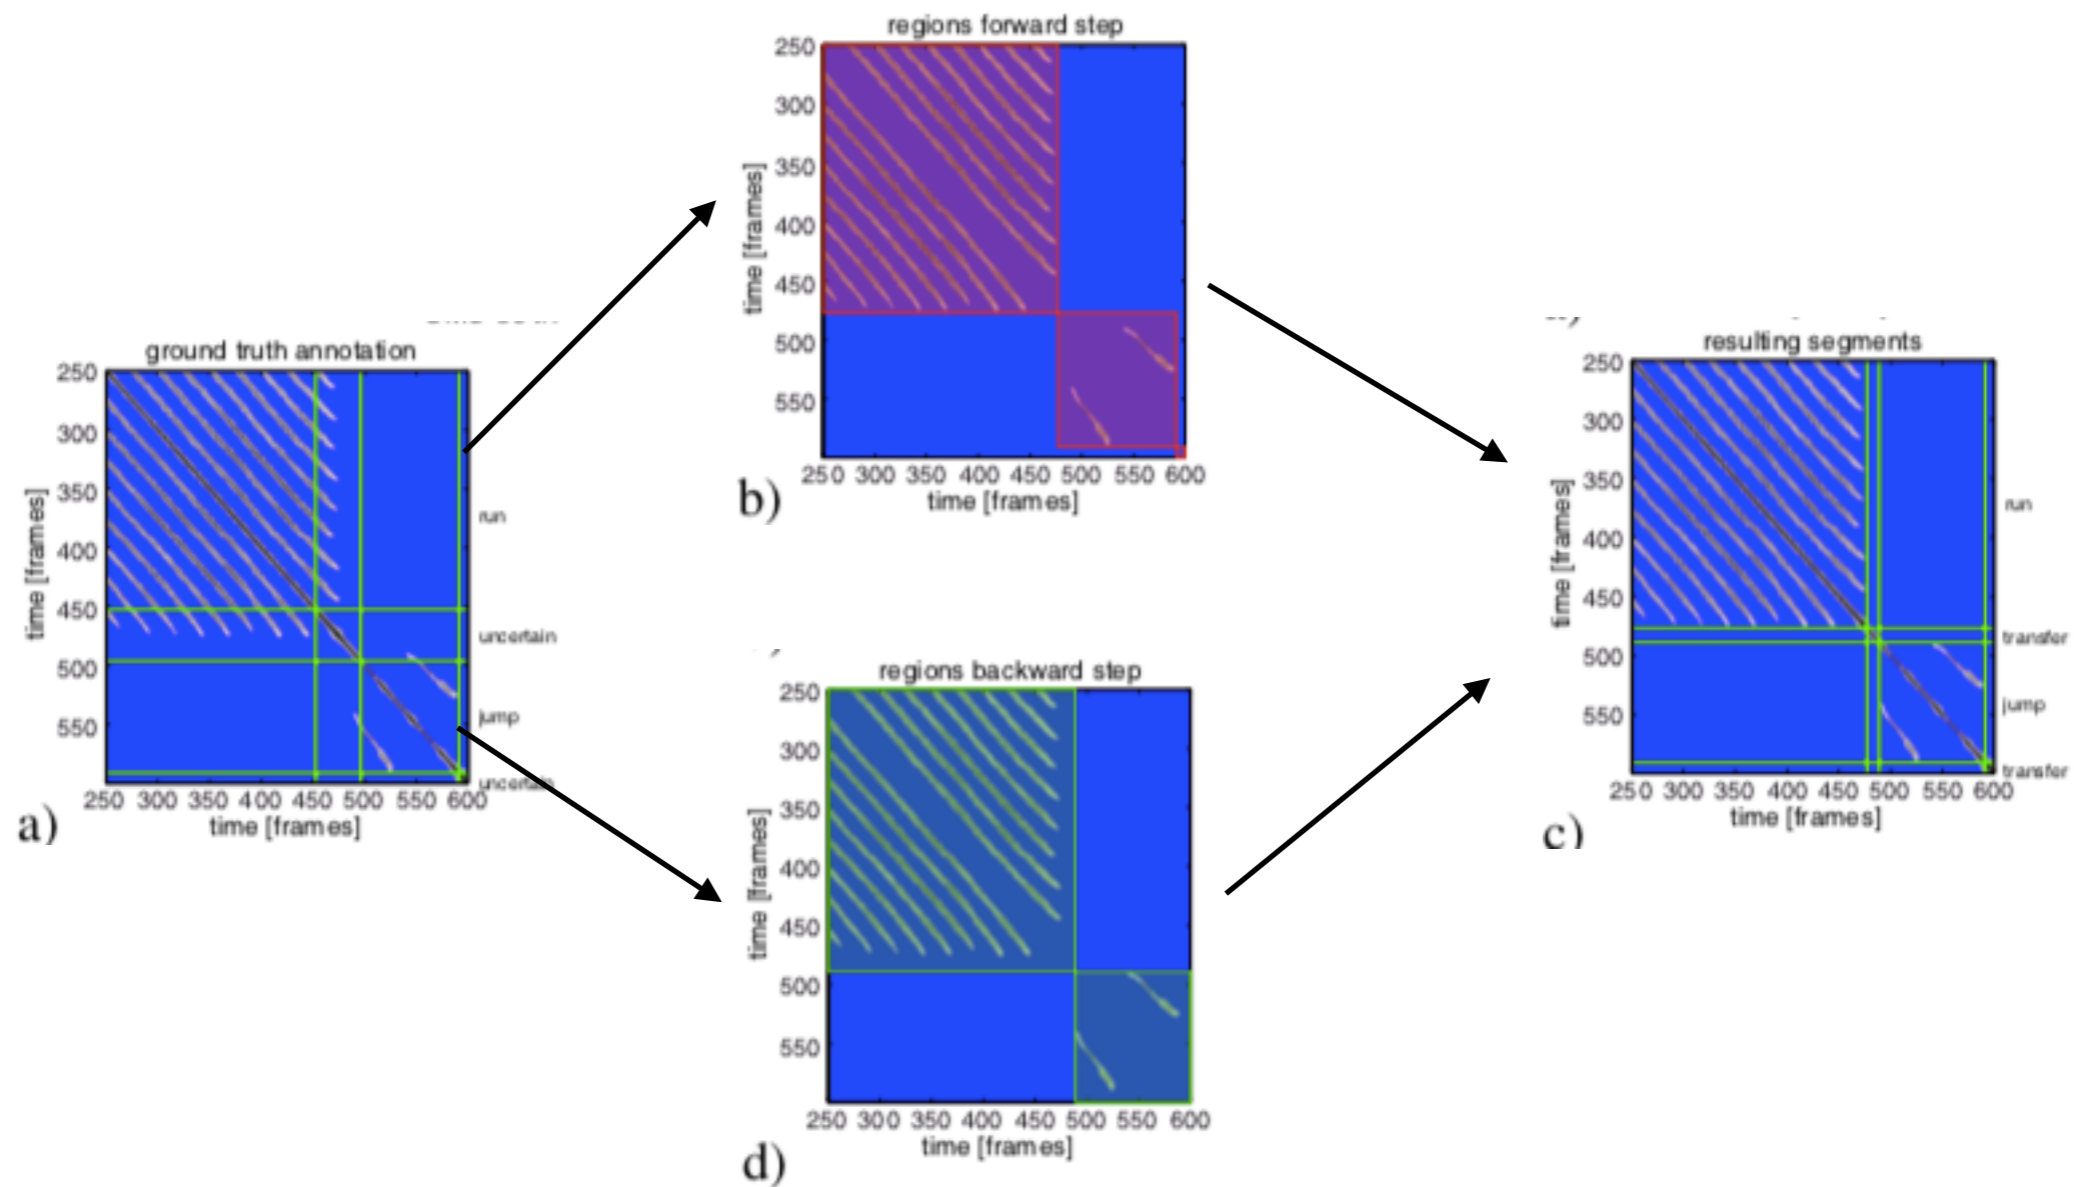 regions forward step
250
300
350
400
450
500
550
time [frames]
250 300 350 400 450 500 550 600
time [frames]
b)
ground truth annotation
250
300
350
400
450
500
550
time [frames]
run
uncertain
jump
uncertain
250 300 350 400 450 500 550 600
time [frames]
a)
resulting segments
250
300
350
400
450
500
550
time [frames]
run
transfer
jump
transfer
250 300 350 400 450 500 550 600
time [frames]
c)
regions backward step
250
300
350
400
450
500
550
time [frames]
250 300 350 400 450 500 550 600
time [frames]
d)